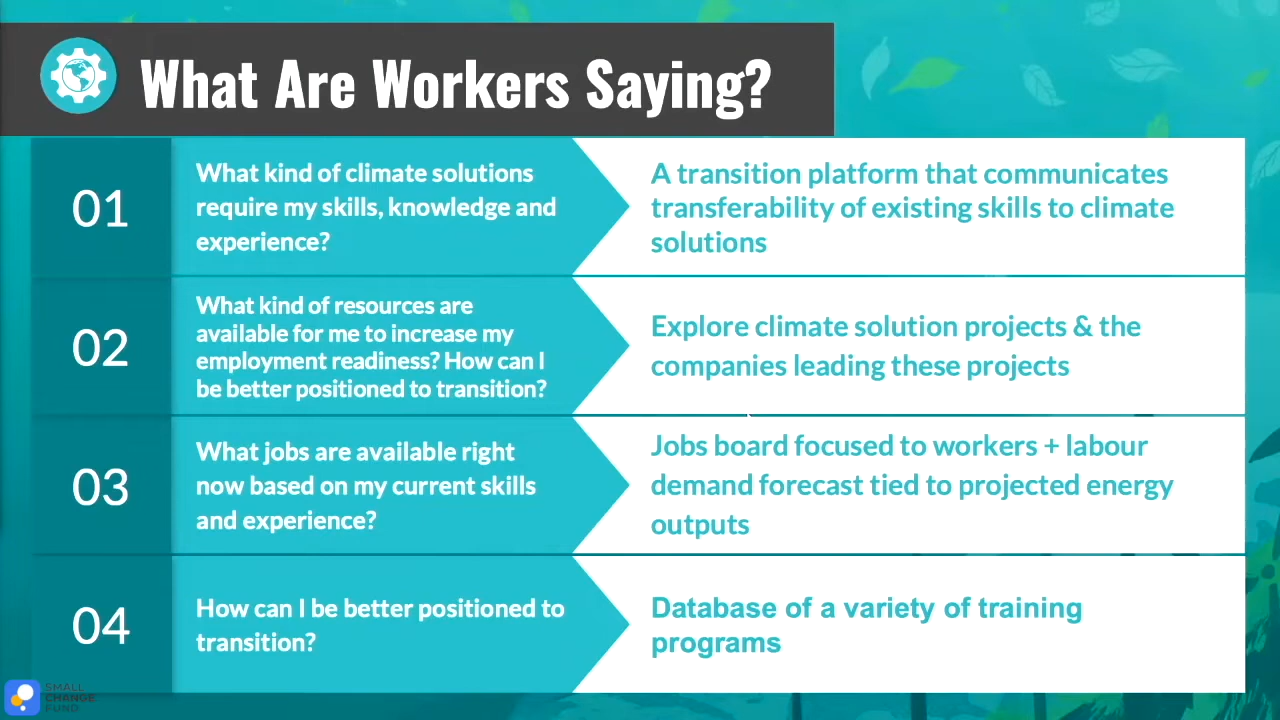 What Are Workers Saying?
01
What kind of climate solutions
require my skills, knowledge and
experience?
A transition platform that communicates
transferability of existing skills to climate
solutions
02
What kind of resources are
available for me to increase my
employment readiness? How can I
be better positioned to transition?
Explore climate solution projects & the
companies leading these projects
03
What jobs are available right
now based on my current skills
and experience?
Jobs board focused to workers + labour
demand forecast tied to projected energy
outputs
04
How can I be better positioned to
transition?
Database of a variety of training
programs
SMALL
CHANGE
FUND